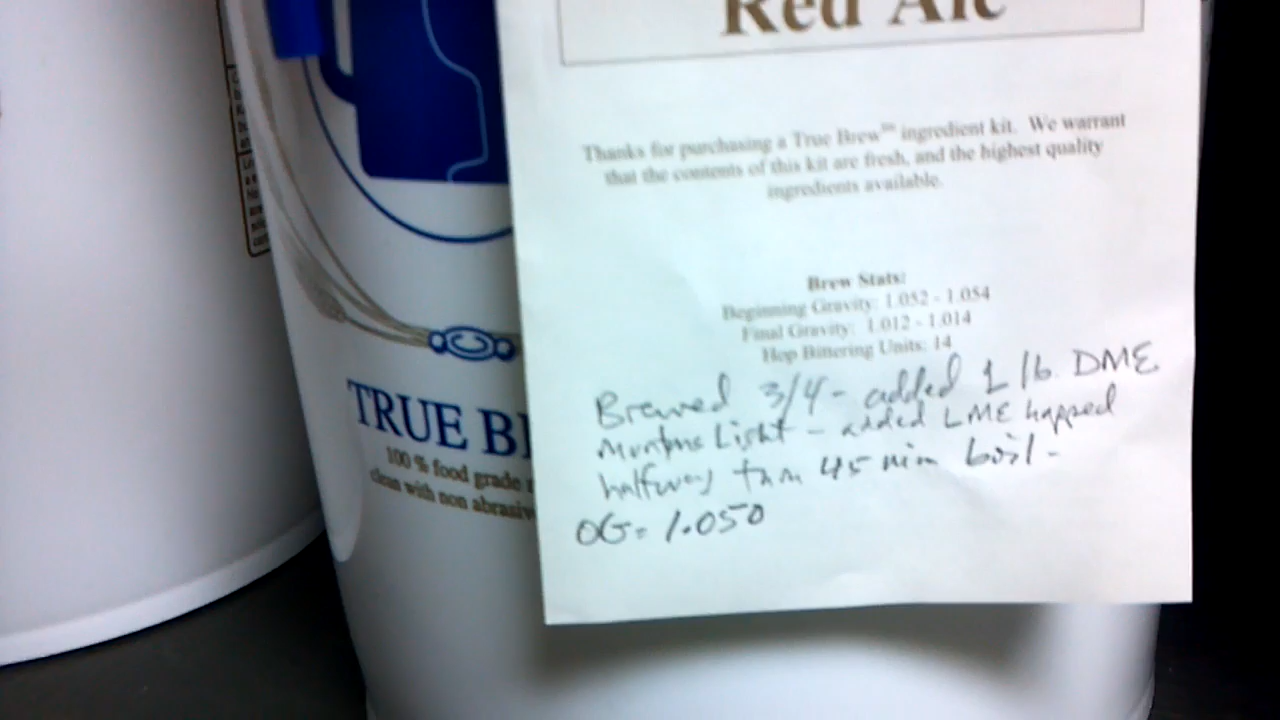 Red Ale
Thanks for purchasing a True Brew℠ ingredient kit. We warrant
that the contents of this kit are fresh, and the highest quality
ingredients available.
Brew Stats:
Beginning Gravity: 1.052 - 1.054
Final Gravity: 1.012 - 1.014
Hop Bittering Units: 14
Brewed 3/4 - added 1 lb. DME
Muntons Light - added LME hopped
halfway thru 45 min boil -
OG = 1.050
TRUE B
100 % food grade
clean with non abrasiv